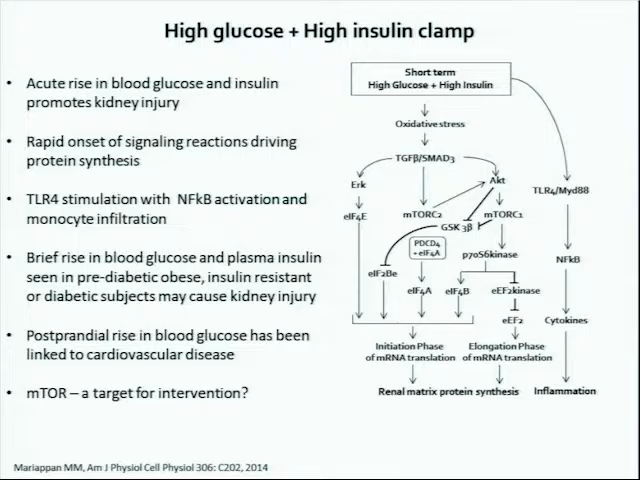 High glucose + High insulin clamp
• Acute rise in blood glucose and insulin
promotes kidney injury
• Rapid onset of signaling reactions driving
protein synthesis
• TLR4 stimulation with NFkB activation and
monocyte infiltration
• Brief rise in blood glucose and plasma insulin
seen in pre-diabetic obese, insulin resistant
or diabetic subjects may cause kidney injury
• Postprandial rise in blood glucose has been
linked to cardiovascular disease
• mTOR – a target for intervention?
Short term
High Glucose + High Insulin
Oxidative stress
TGFβ/SMAD3
Erk
Akt
TLR4/Myd88
eIF4E
mTORC2
mTORC1
GSK 3β
PDCD4
- eIF4A
p70S6kinase
NFkB
eIF2Be
eIF4A
eIF4B
eEF2kinase
eEF2
Cytokines
Initiation Phase
of mRNA translation
Elongation Phase
of mRNA translation
Renal matrix protein synthesis
Inflammation
Mariappan MM, Am J Physiol Cell Physiol 306: C202, 2014